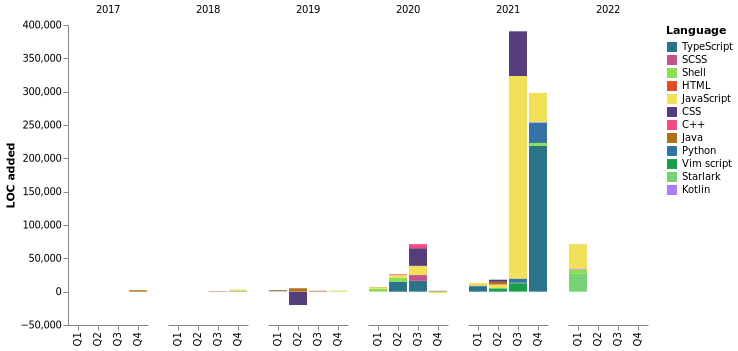 2017 2018 2019 2020 2021 2022
400,000
350,000
300,000
250,000
200,000
150,000
100,000
50,000
0
−50,000
LOC added
Q1 Q2 Q3 Q4 Q1 Q2 Q3 Q4 Q1 Q2 Q3 Q4 Q1 Q2 Q3 Q4 Q1 Q2 Q3 Q4 Q1 Q2 Q3 Q4
Language
TypeScript
SCSS
Shell
HTML
JavaScript
CSS
C++
Java
Python
Vim script
Starlark
Kotlin